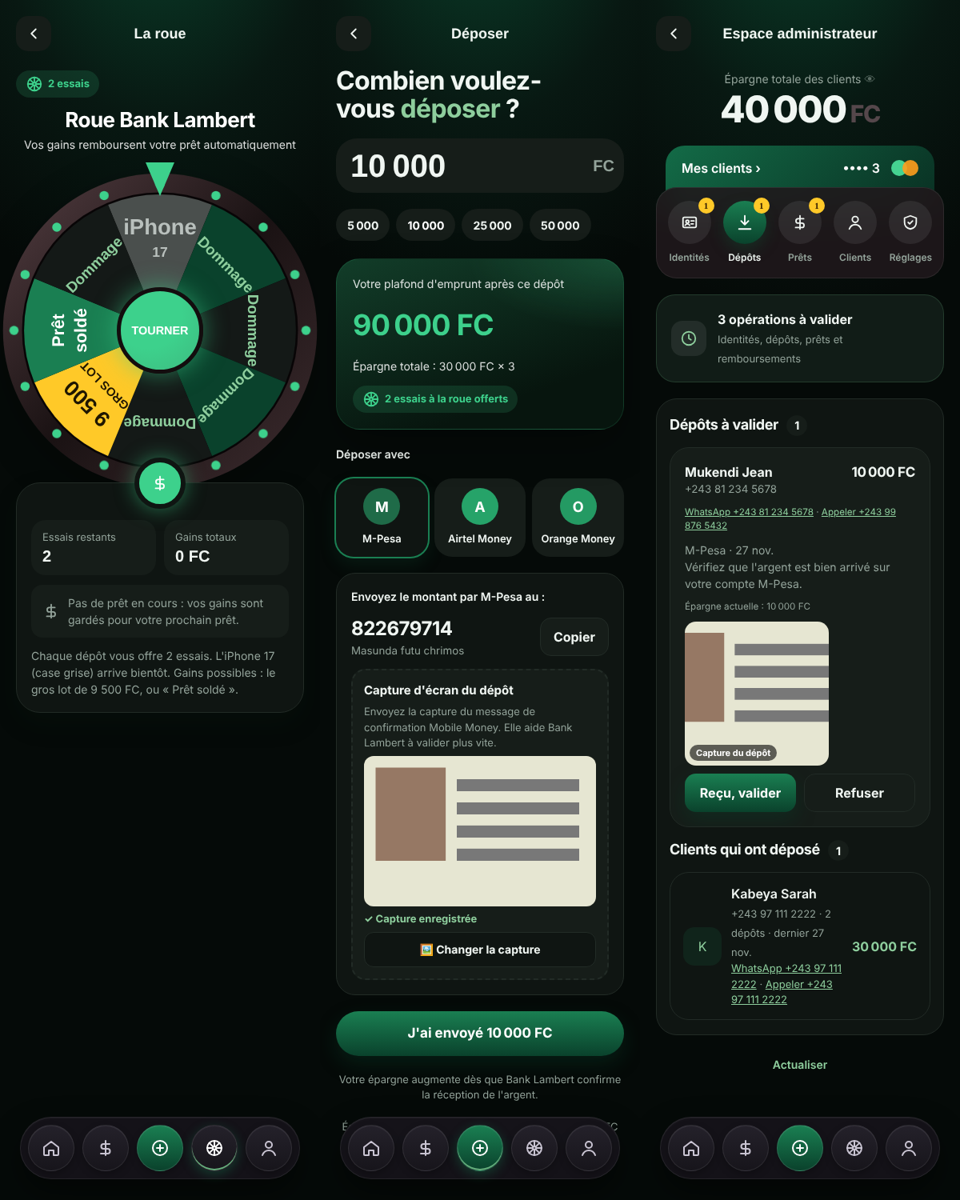 La roue
2 essais
Roue Bank Lambert
Vos gains remboursent votre prêt automatiquement
iPhone
17
Dommage
Dommage
Dommage
Dommage
Dommage
GROS LOT
9 500
Prêt
soldé
TOURNER
$
Essais restants
2
Gains totaux
0 FC
$
Pas de prêt en cours : vos gains sont
gardés pour votre prochain prêt.
Chaque dépôt vous offre 2 essais. L'iPhone 17
(case grise) arrive bientôt. Gains possibles : le
gros lot de 9 500 FC, ou « Prêt soldé ».
$
Déposer
Combien voulez-
vous déposer ?
10 000
FC
5 000
10 000
25 000
50 000
Votre plafond d'emprunt après ce dépôt
90 000 FC
Épargne totale : 30 000 FC × 3
2 essais à la roue offerts
Déposer avec
M
M-Pesa
A
Airtel Money
O
Orange Money
Envoyez le montant par M-Pesa au :
822679714
Masunda futu chrimos
Copier
Capture d'écran du dépôt
Envoyez la capture du message de
confirmation Mobile Money. Elle aide Bank
Lambert à valider plus vite.
✓ Capture enregistrée
🖼️ Changer la capture
J'ai envoyé 10 000 FC
Votre épargne augmente dès que Bank Lambert confirme
la réception de l'argent.
$
Espace administrateur
Épargne totale des clients 👁
40 000 FC
Mes clients ›
•••• 3
1
Identités
1
Dépôts
1
$
Prêts
Clients
Réglages
3 opérations à valider
Identités, dépôts, prêts et
remboursements
Dépôts à valider 1
Mukendi Jean
10 000 FC
+243 81 234 5678
WhatsApp +243 81 234 5678 · Appeler +243 99
876 5432
M-Pesa · 27 nov.
Vérifiez que l'argent est bien arrivé sur
votre compte M-Pesa.
Épargne actuelle : 10 000 FC
Capture du dépôt
Reçu, valider
Refuser
Clients qui ont déposé 1
K
Kabeya Sarah
+243 97 111 2222 · 2
dépôts · dernier 27
nov.
WhatsApp +243 97 111
2222 · Appeler +243
97 111 2222
30 000 FC
Actualiser
$